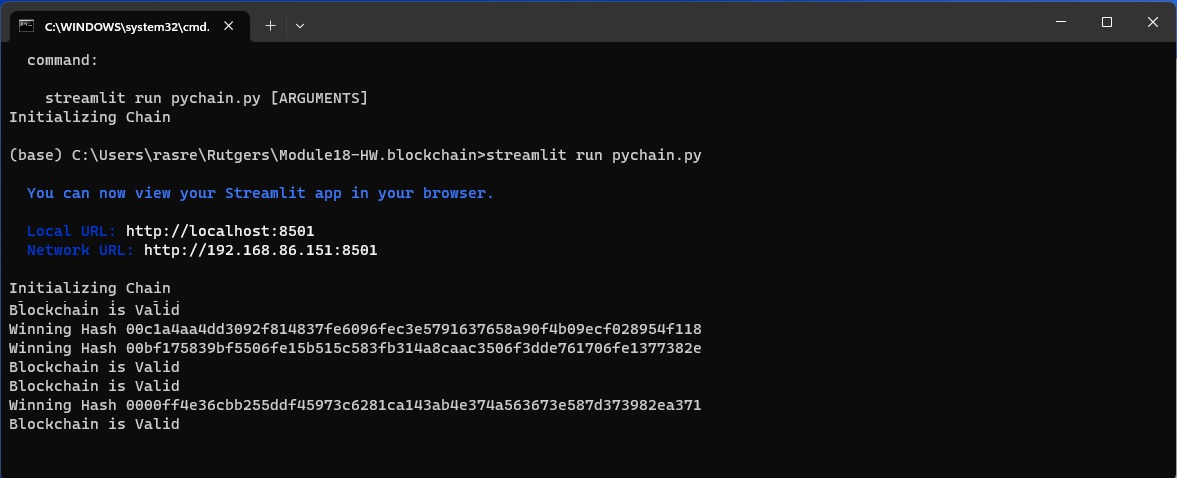 C:\WINDOWS\system32\cmd.
command:
streamlit run pychain.py [ARGUMENTS]
Initializing Chain
(base) C:\Users\rasre\Rutgers\Module18-HW.blockchain>streamlit run pychain.py
You can now view your Streamlit app in your browser.
Local URL: http://localhost:8501
Network URL: http://192.168.86.151:8501
Initializing Chain
Blockchain is Valid
Winning Hash 00c1a4aa4dd3092f814837fe6096fec3e5791637658a90f4b09ecf028954f118
Winning Hash 00bf175839bf5506fe15b515c583fb314a8caac3506f3dde761706fe1377382e
Blockchain is Valid
Blockchain is Valid
Winning Hash 0000ff4e36cbb255ddf45973c6281ca143ab4e374a563673e587d373982ea371
Blockchain is Valid